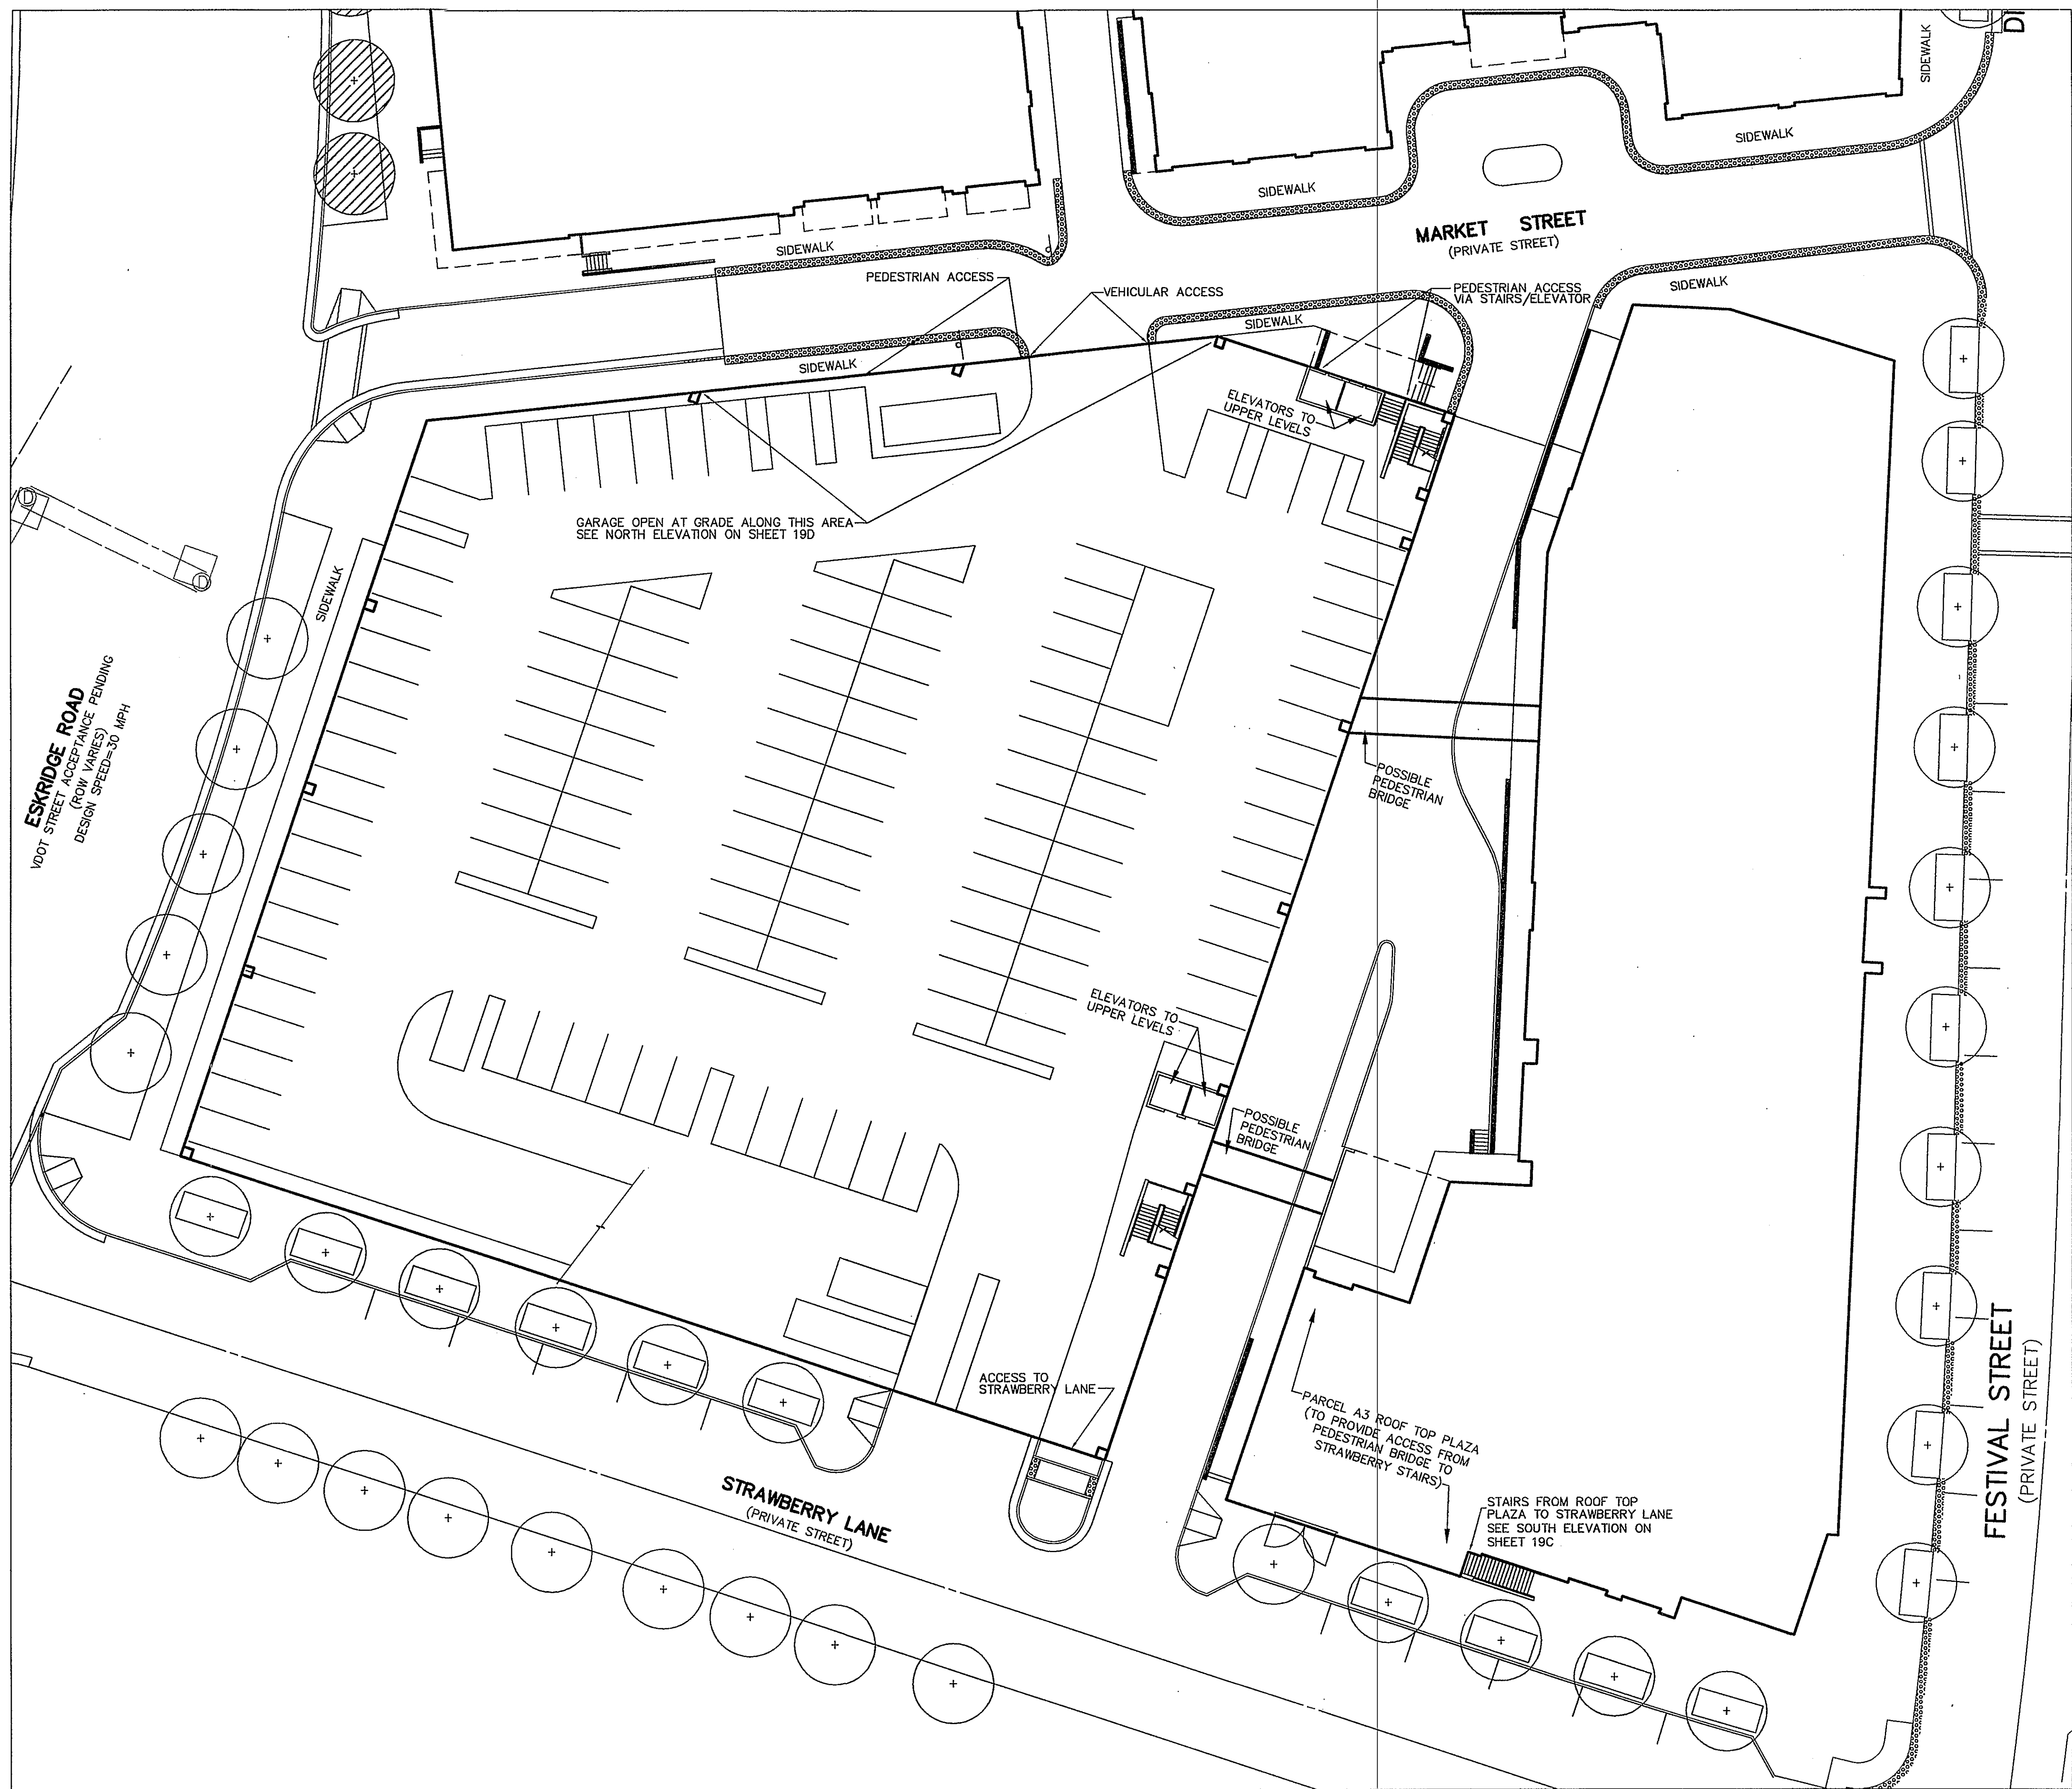 SIDEWALK
DI
SIDEWALK
SIDEWALK
SIDEWALK
MARKET STREET
(PRIVATE STREET)
SIDEWALK
PEDESTRIAN ACCESS
VEHICULAR ACCESS
PEDESTRIAN ACCESS
VIA STAIRS/ELEVATOR
SIDEWALK
SIDEWALK
SIDEWALK
ELEVATORS TO
UPPER LEVELS
GARAGE OPEN AT GRADE ALONG THIS AREA
SEE NORTH ELEVATION ON SHEET 19D
D
D
SIDEWALK
ESKRIDGE ROAD
VDOT STREET ACCEPTANCE PENDING
(ROW VARIES)
DESIGN SPEED=30 MPH
POSSIBLE
PEDESTRIAN
BRIDGE
ELEVATORS TO
UPPER LEVELS
POSSIBLE
PEDESTRIAN
BRIDGE
ACCESS TO
STRAWBERRY LANE
PARCEL A3 ROOF TOP PLAZA
(TO PROVIDE ACCESS FROM
PEDESTRIAN BRIDGE TO
STRAWBERRY STAIRS)
STAIRS FROM ROOF TOP
PLAZA TO STRAWBERRY LANE
SEE SOUTH ELEVATION ON
SHEET 19C
STRAWBERRY LANE
(PRIVATE STREET)
FESTIVAL STREET
(PRIVATE STREET)